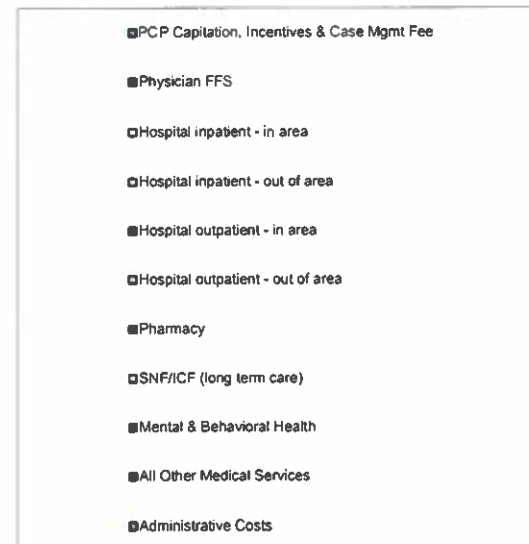 PCP Capitation, Incentives & Case Mgmt Fee
Physician FFS
Hospital inpatient - in area
Hospital inpatient - out of area
Hospital outpatient - in area
Hospital outpatient - out of area
Pharmacy
SNF/ICF (long term care)
Mental & Behavioral Health
All Other Medical Services
Administrative Costs